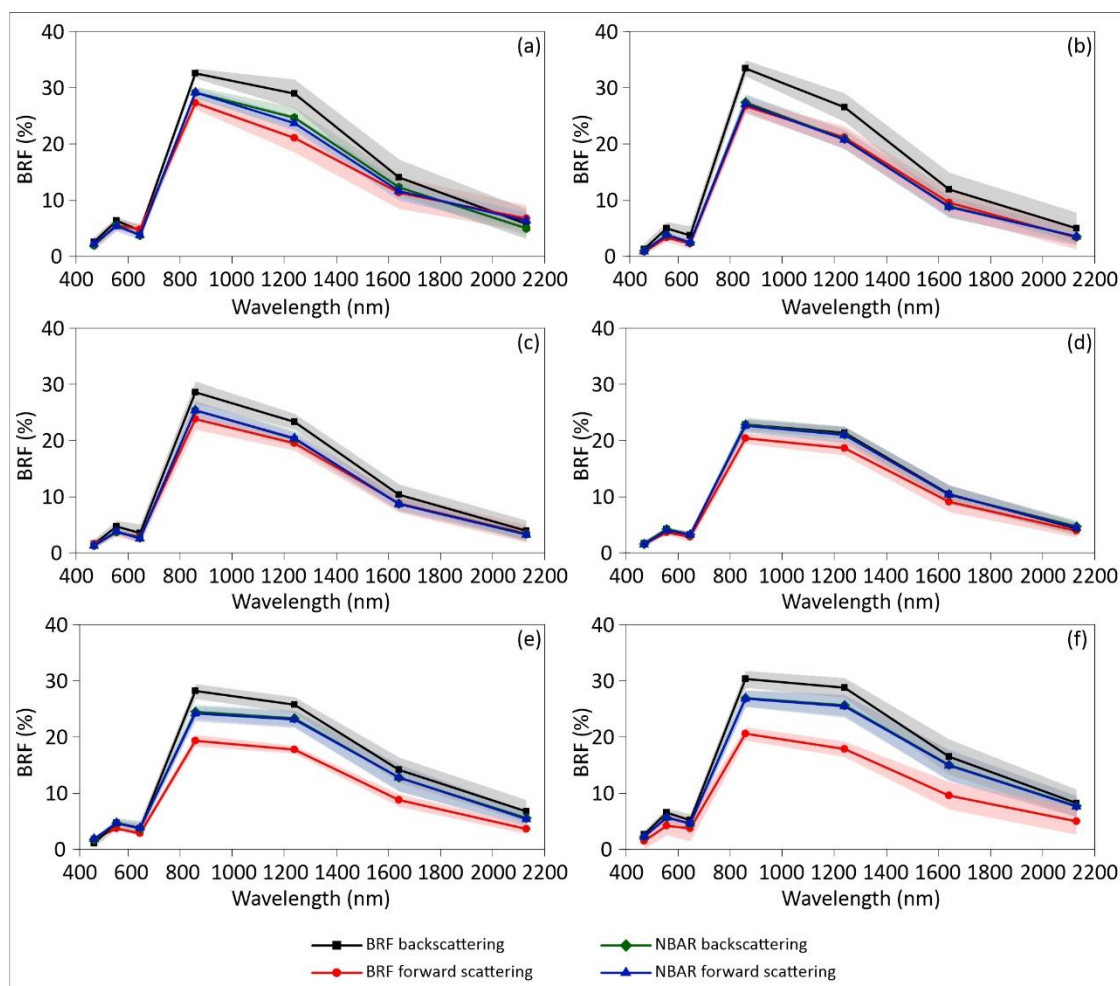 40 (a) 40 (b)
30 30
20 20
10 10
0 0
BRF (%) BRF (%)
400 600 800 1000 1200 1400 1600 1800 2000 2200 400 600 800 1000 1200 1400 1600 1800 2000 2200
Wavelength (nm) Wavelength (nm)
40 (c) 40 (d)
30 30
20 20
10 10
0 0
BRF (%) BRF (%)
400 600 800 1000 1200 1400 1600 1800 2000 2200 400 600 800 1000 1200 1400 1600 1800 2000 2200
Wavelength (nm) Wavelength (nm)
40 (e) 40 (f)
30 30
20 20
10 10
0 0
BRF (%) BRF (%)
400 600 800 1000 1200 1400 1600 1800 2000 2200 400 600 800 1000 1200 1400 1600 1800 2000 2200
Wavelength (nm) Wavelength (nm)
BRF backscattering NBAR backscattering
BRF forward scattering NBAR forward scattering